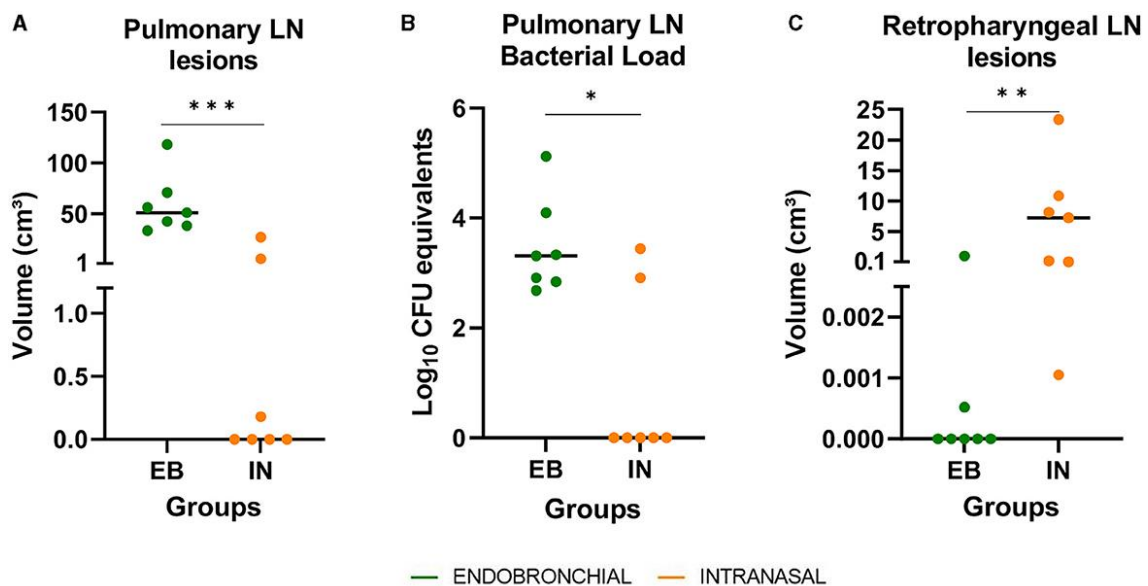 A
Pulmonary LN
lesions
***
Volume (cm³)
150
100
50
1
1.0
0.5
0.0
EB IN
Groups
B
Pulmonary LN
Bacterial Load
*
Log₁₀ CFU equivalents
6
4
2
0
EB IN
Groups
C
Retropharyngeal LN
lesions
**
Volume (cm³)
25
20
15
10
5
0.1
0.002
0.001
0.000
EB IN
Groups
ENDOBRONCHIAL INTRANASAL